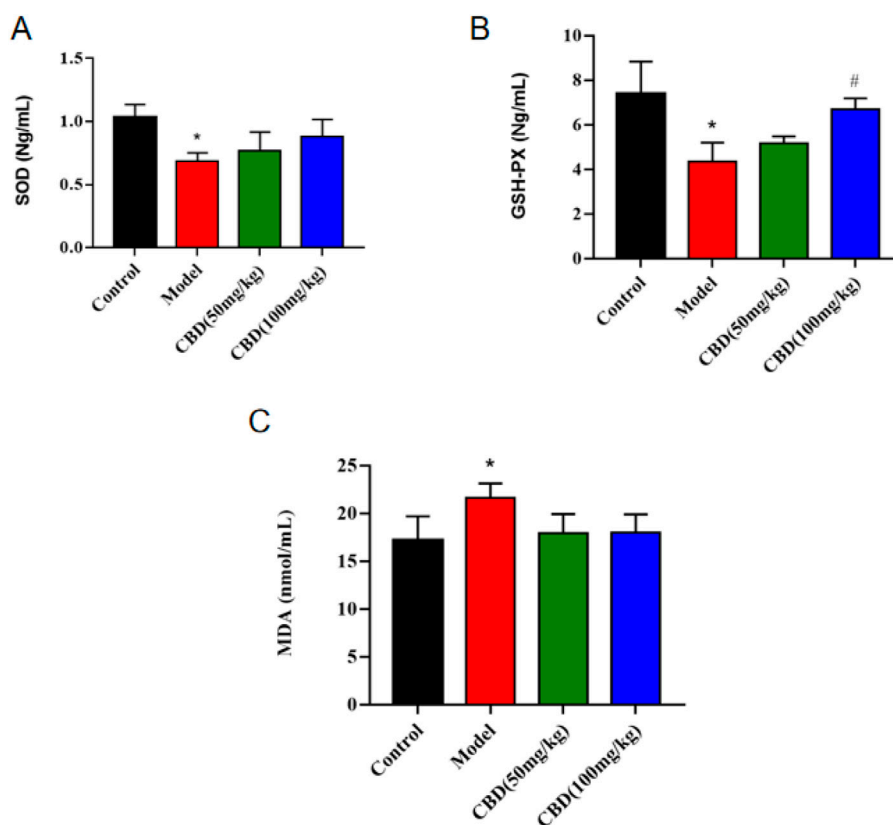 A
SOD (Ng/mL)
1.5
1.0
0.5
0.0
*
Control
Model
CBD(50mg/kg)
CBD(100mg/kg)
B
GSH-PX (Ng/mL)
10
8
6
4
2
0
*
#
Control
Model
CBD(50mg/kg)
CBD(100mg/kg)
C
MDA (nmol/mL)
25
20
15
10
5
0
*
Control
Model
CBD(50mg/kg)
CBD(100mg/kg)